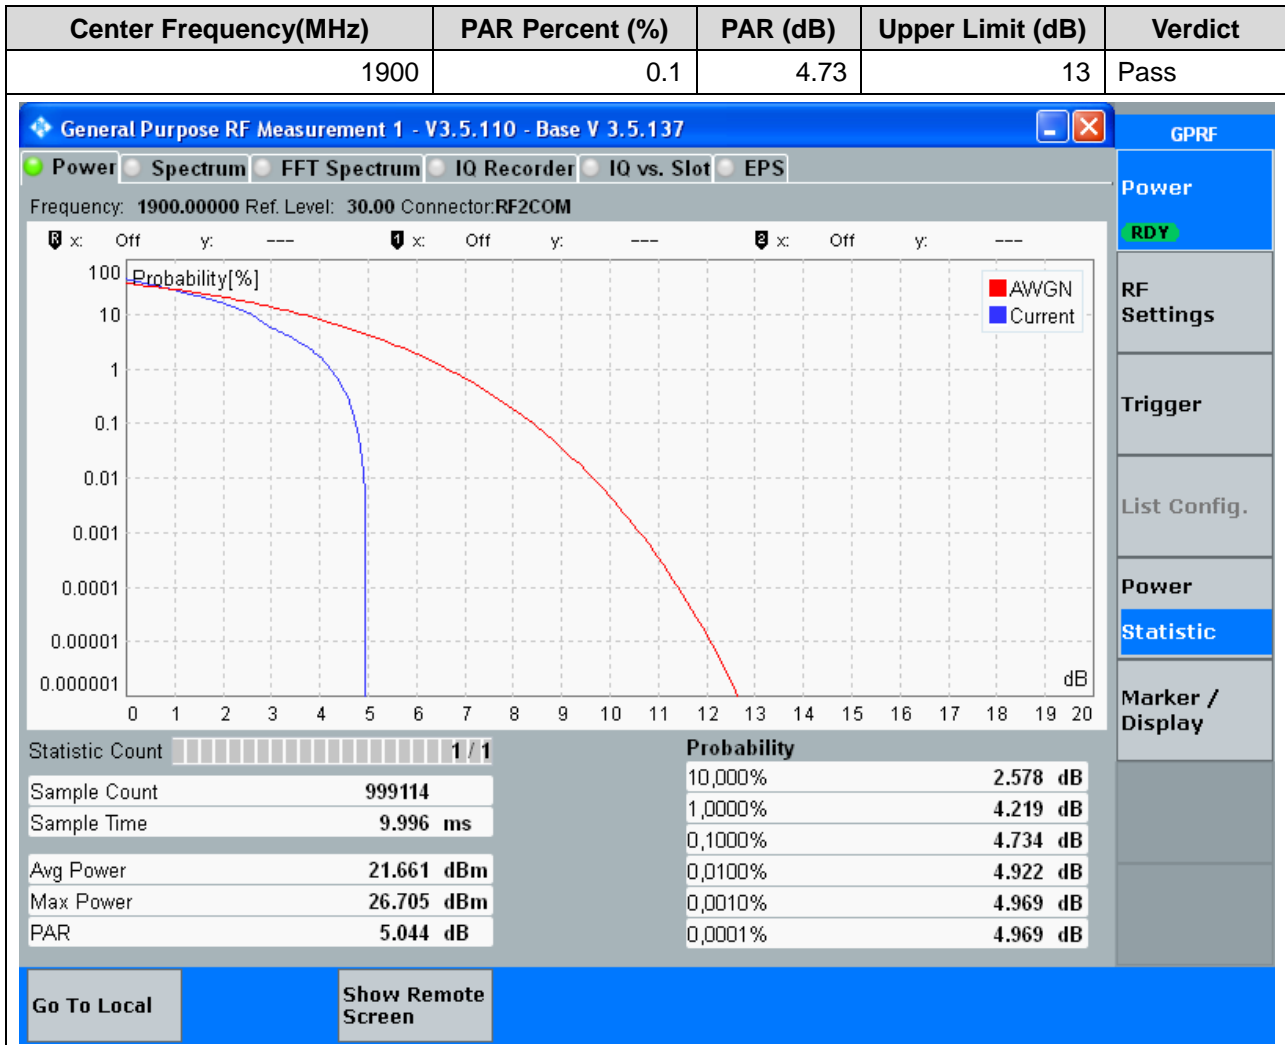 Center Frequency(MHz) PAR Percent (%) PAR (dB) Upper Limit (dB) Verdict
1900 0.1 4.73 13 Pass
General Purpose RF Measurement 1 - V3.5.110 - Base V 3.5.137
GPRF
Power Spectrum FFT Spectrum IQ Recorder IQ vs. Slot EPS
Power
RDY
Frequency: 1900.00000 Ref. Level: 30.00 Connector:RF2COM
R x: Off y: --- 1 x: Off y: --- 2 x: Off y: ---
Probability[%]
AWGN
Current
100
10
1
0.1
0.01
0.001
0.0001
0.00001
0.000001
dB
0 1 2 3 4 5 6 7 8 9 10 11 12 13 14 15 16 17 18 19 20
RF
Settings
Trigger
List Config.
Power
Statistic
Marker /
Display
Statistic Count 1 / 1
Sample Count 999114
Sample Time 9.996 ms
Avg Power 21.661 dBm
Max Power 26.705 dBm
PAR 5.044 dB
Probability
10,000% 2.578 dB
1,0000% 4.219 dB
0,1000% 4.734 dB
0,0100% 4.922 dB
0,0010% 4.969 dB
0,0001% 4.969 dB
Go To Local
Show Remote
Screen